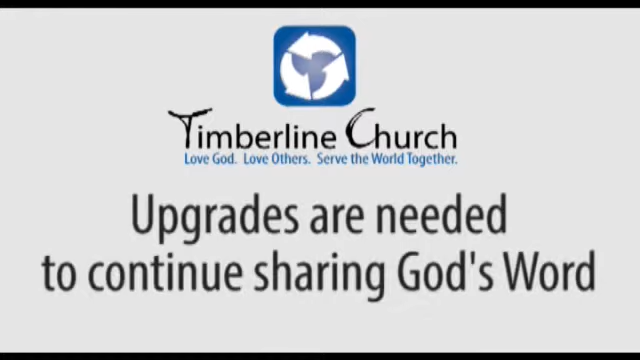 Timberline Church
Love God. Love Others. Serve the World Together.
Upgrades are needed
to continue sharing God's Word